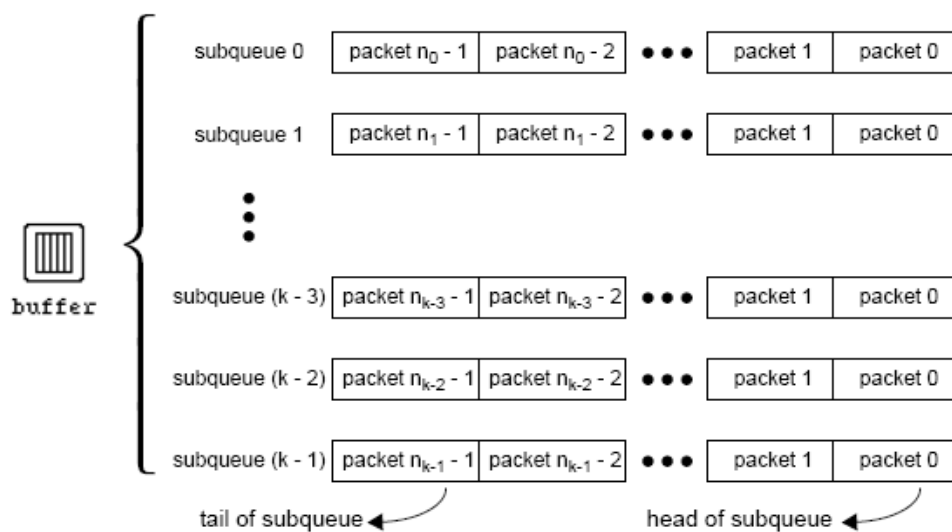 subqueue 0 packet n₀ - 1 packet n₀ - 2 ●●● packet 1 packet 0
subqueue 1 packet n₁ - 1 packet n₁ - 2 ●●● packet 1 packet 0
buffer
subqueue (k - 3) packet nₖ₋₃ - 1 packet nₖ₋₃ - 2 ●●● packet 1 packet 0
subqueue (k - 2) packet nₖ₋₂ - 1 packet nₖ₋₂ - 2 ●●● packet 1 packet 0
subqueue (k - 1) packet nₖ₋₁ - 1 packet nₖ₋₁ - 2 ●●● packet 1 packet 0
tail of subqueue head of subqueue